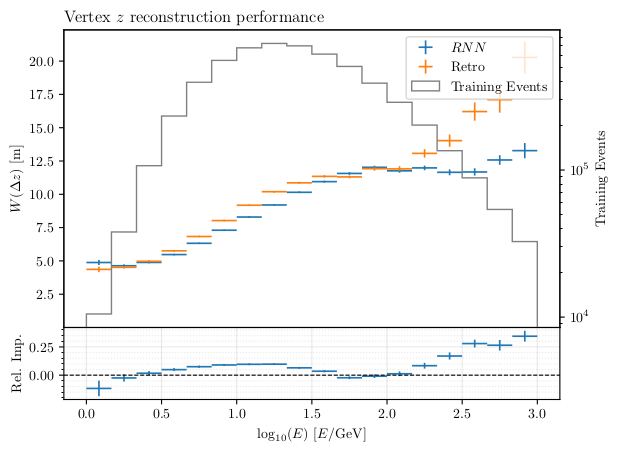 Vertex z reconstruction performance
RNN
Retro
Training Events
20.0
17.5
15.0
12.5
10.0
7.5
5.0
2.5
W(Δz) [m]
10^5
10^4
Training Events
0.25
0.00
Rel. Imp.
0.0 0.5 1.0 1.5 2.0 2.5 3.0
log10(E) [E/GeV]